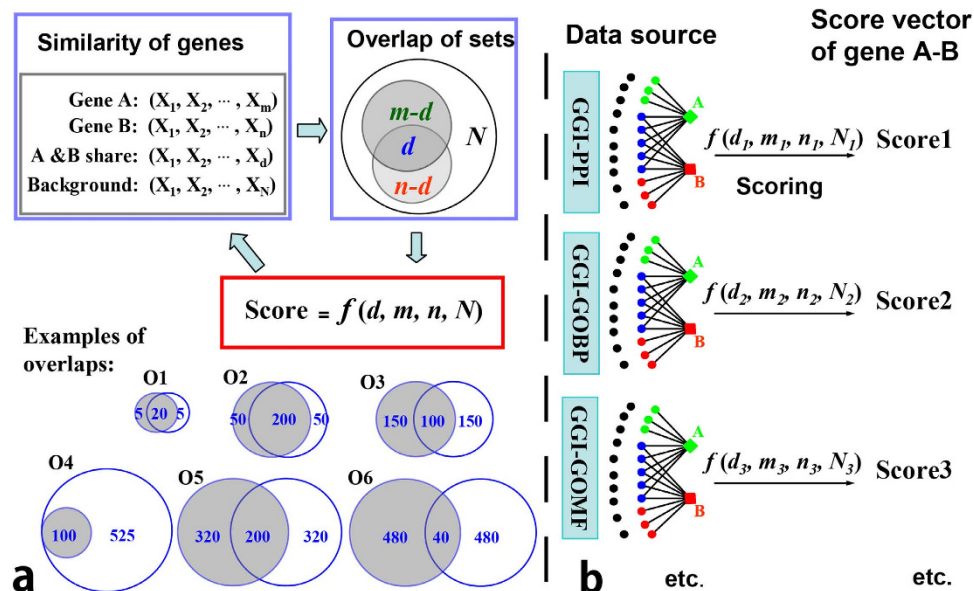 Similarity of genes
Gene A: (X1, X2, ···, Xm)
Gene B: (X1, X2, ···, Xn)
A &B share: (X1, X2, ···, Xd)
Background: (X1, X2, ···, XN)
Overlap of sets
m-d
d
N
n-d
Score = f (d, m, n, N)
Examples of
overlaps:
O1
5 20 5
O2
50 200 50
O3
150 100 150
O4
100 525
O5
320 200 320
O6
480 40 480
a
Data source
Score vector
of gene A-B
GGI-PPI
A
B
f (d1, m1, n1, N1)
Scoring
Score1
GGI-GOBP
A
B
f (d2, m2, n2, N2)
Score2
GGI-GOMF
A
B
f (d3, m3, n3, N3)
Score3
b
etc.
etc.